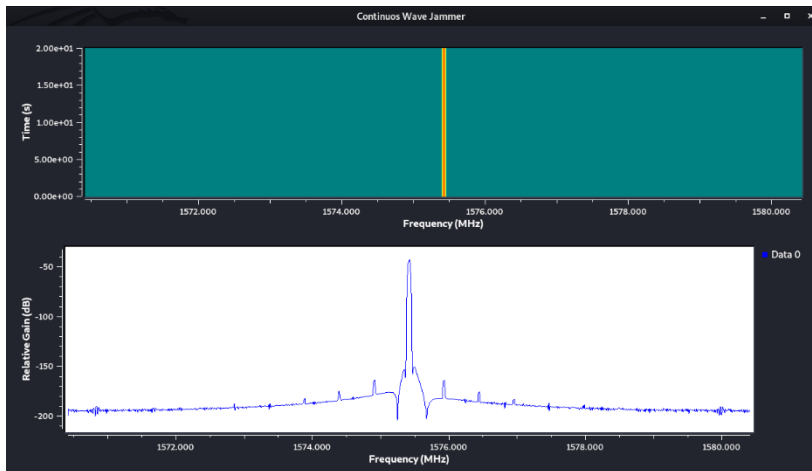 Continuos Wave Jammer
2.00e+01
1.50e+01
1.00e+01
5.00e+00
0.00e+00
Time (s)
1572.000 1574.000 1576.000 1578.000 1580.000
Frequency (MHz)
Data 0
-50
-100
-150
-200
Relative Gain (dB)
1572.000 1574.000 1576.000 1578.000 1580.000
Frequency (MHz)